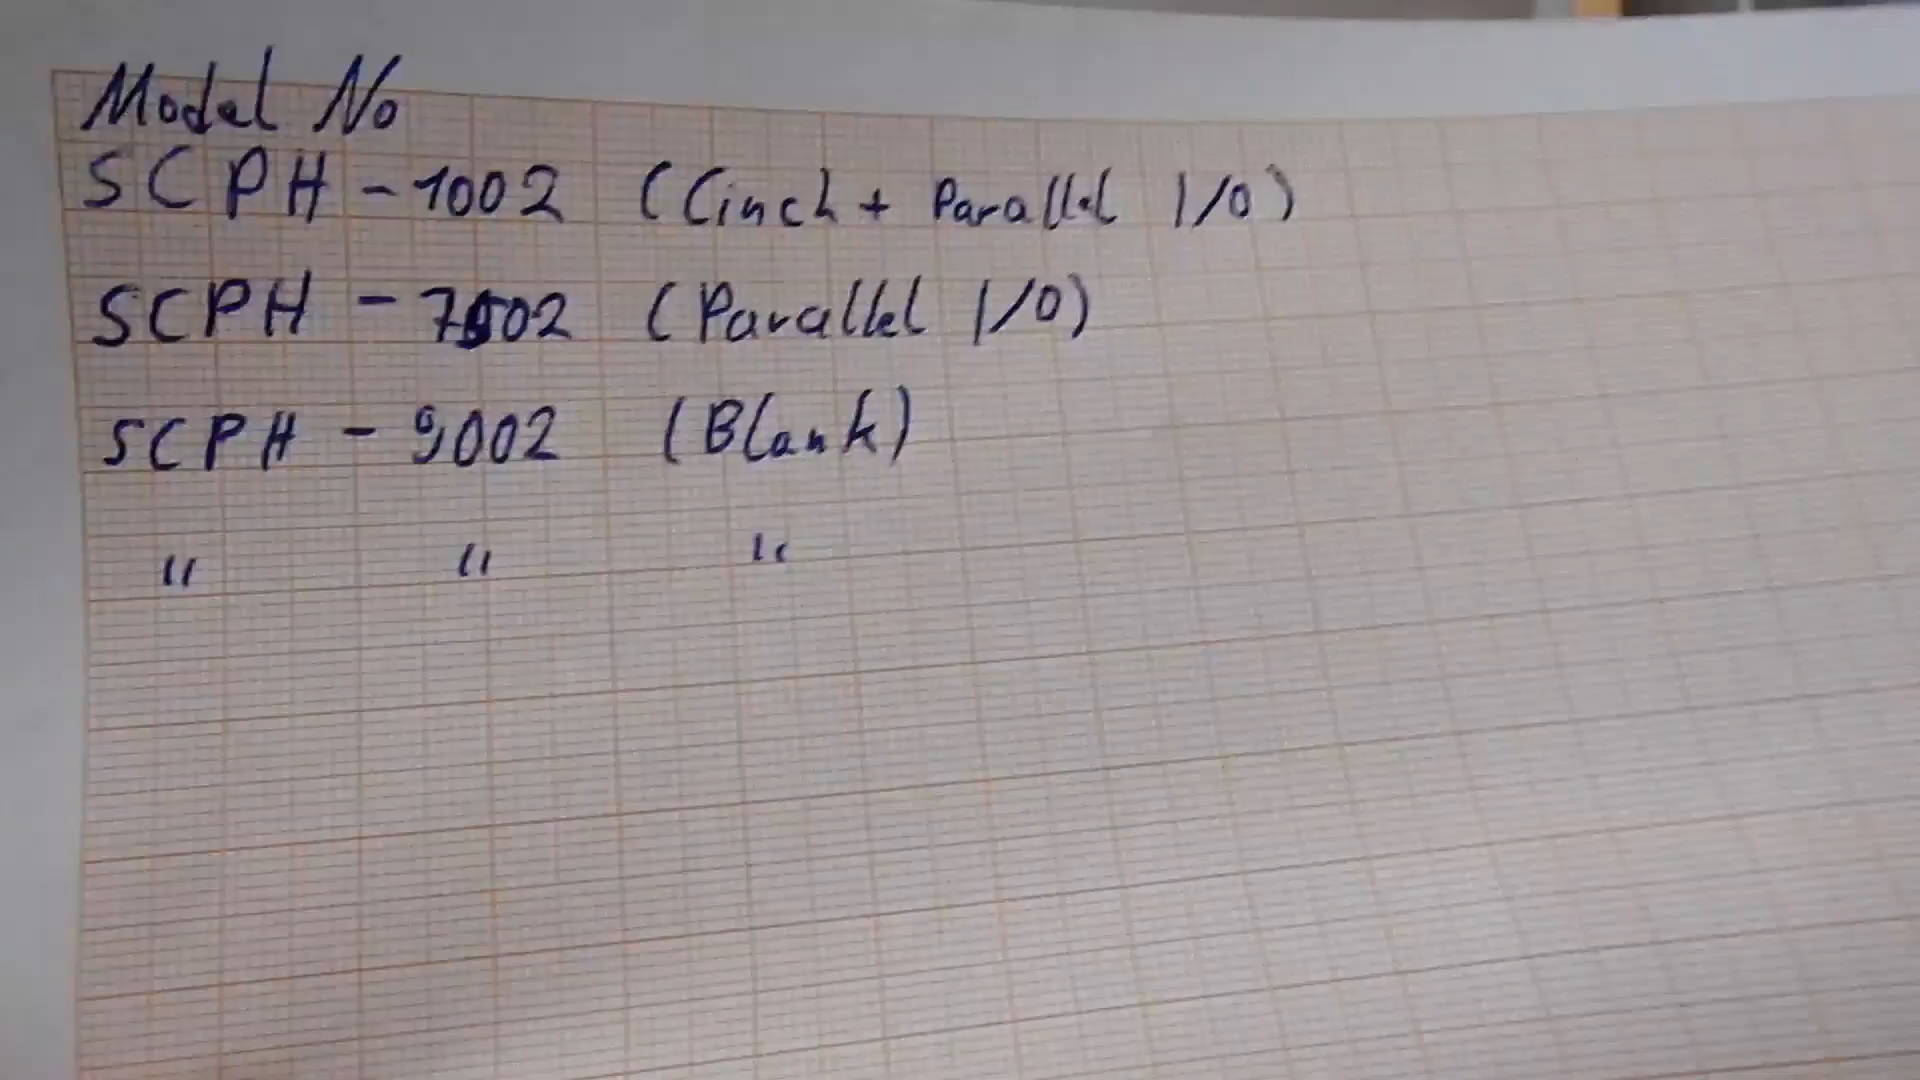 Model No
SCPH - 1002 (Cinch + Parallel I/O)
SCPH - 7502 (Parallel I/O)
SCPH - 9002 (Blank)
" " "